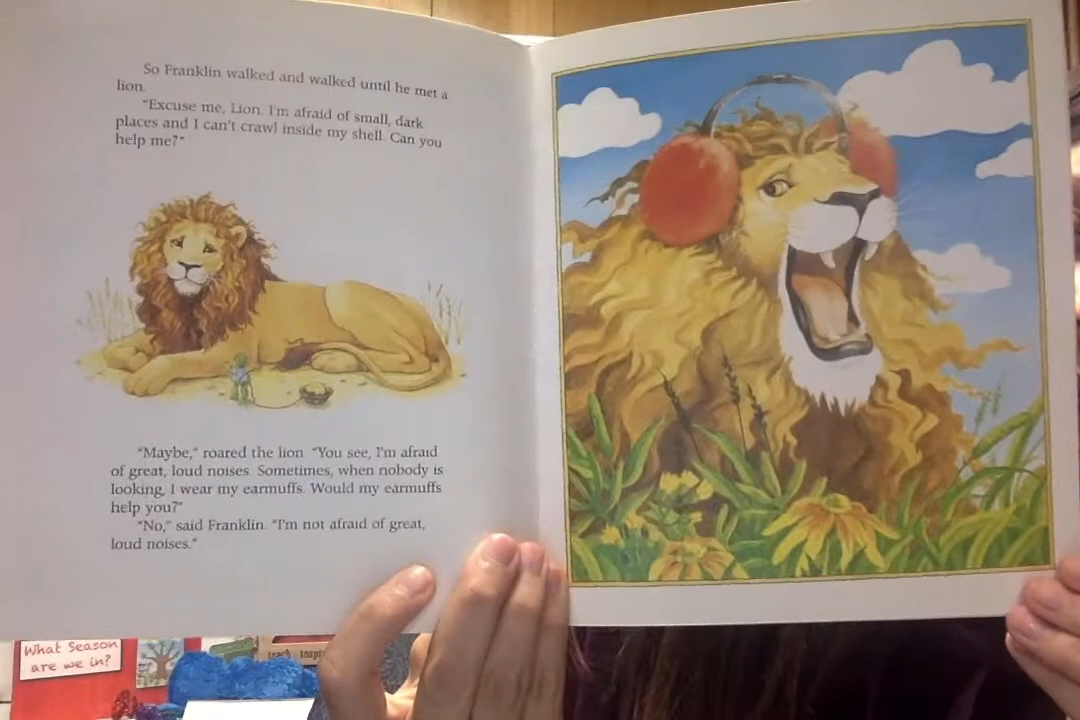 So Franklin walked and walked until he met a
lion.
"Excuse me, Lion. I'm afraid of small, dark
places and I can't crawl inside my shell. Can you
help me?"
"Maybe," roared the lion. "You see, I'm afraid
of great, loud noises. Sometimes, when nobody is
looking, I wear my earmuffs. Would my earmuffs
help you?"
"No," said Franklin. "I'm not afraid of great,
loud noises."
What Season
are we in?
teach